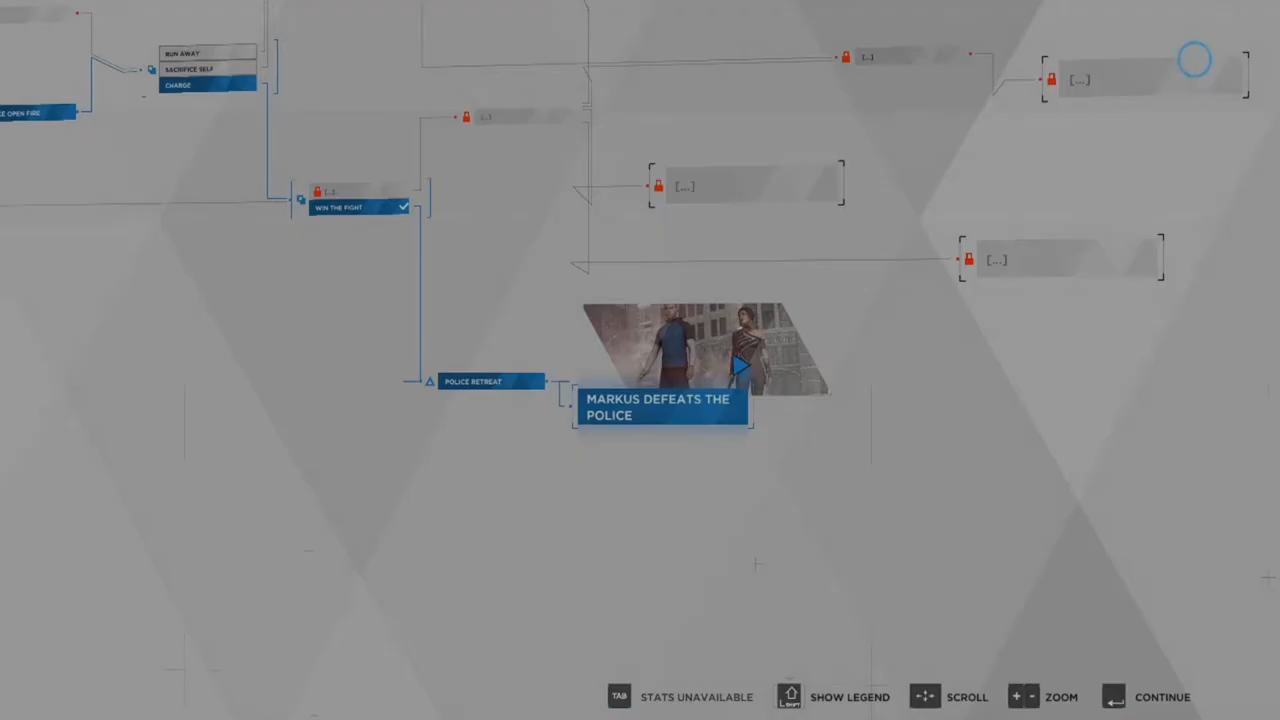 RUN AWAY
SACRIFICE SELF
CHARGE
E OPEN FIRE
[...]
[...]
[...]
[...]
[...]
[...]
WIN THE FIGHT
POLICE RETREAT
MARKUS DEFEATS THE
POLICE
TAB STATS UNAVAILABLE
L SHIFT SHOW LEGEND
SCROLL
+ - ZOOM
CONTINUE